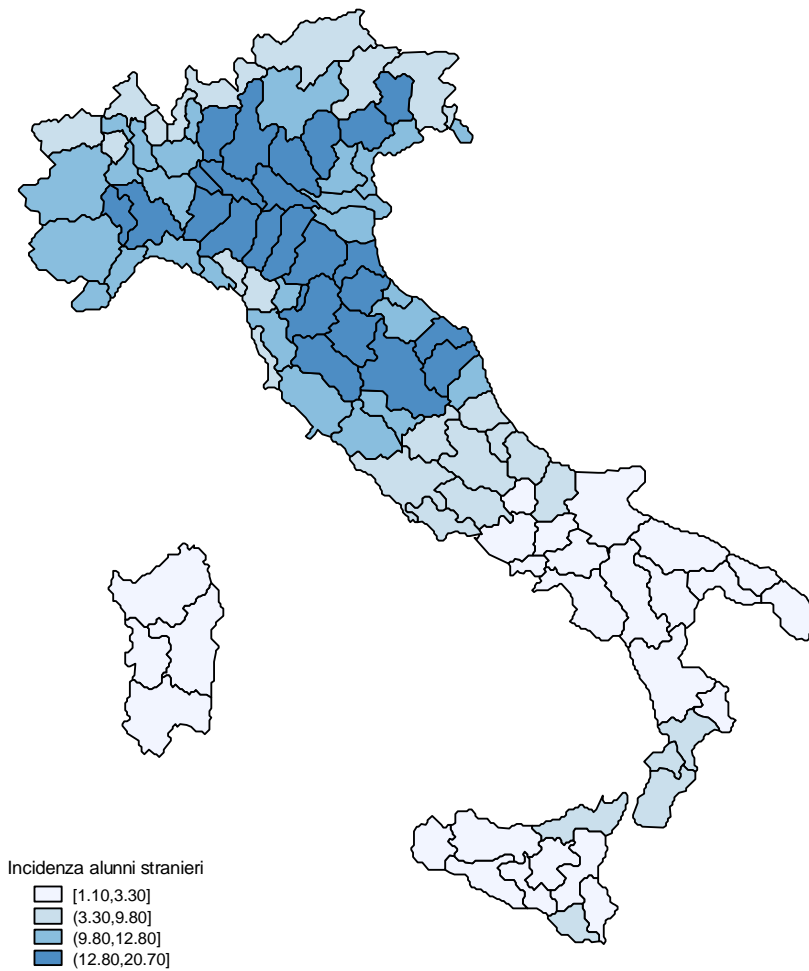 Incidenza alunni stranieri
[1.10,3.30]
(3.30,9.80]
(9.80,12.80]
(12.80,20.70]